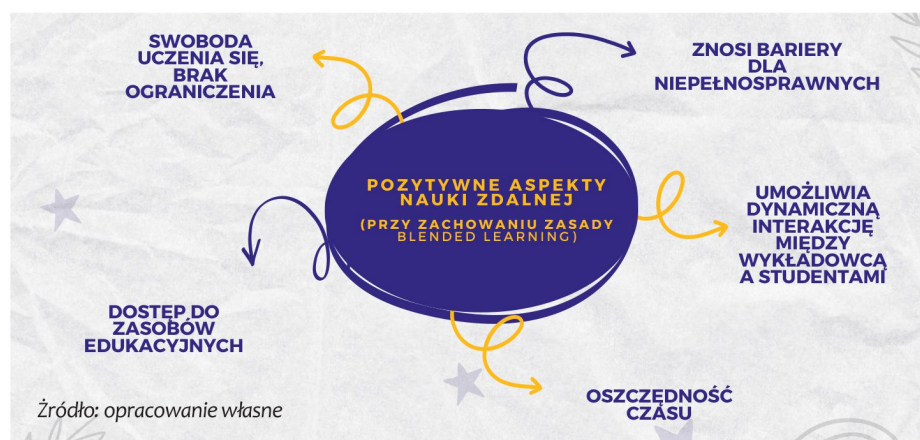 SWOBODA
UCZENIA SIĘ,
BRAK
OGRANICZENIA
ZNOSI BARIERY
DLA
NIEPEŁNOSPRAWNYCH
POZYTYWNE ASPEKTY
NAUKI ZDALNEJ
(PRZY ZACHOWANIU ZASADY
BLENDED LEARNING)
UMOŻLIWIA
DYNAMICZNĄ
INTERAKCJĘ
MIĘDZY
WYKŁADOWCĄ
A STUDENTAMI
DOSTĘP DO
ZASOBÓW
EDUKACYJNYCH
OSZCZĘDNOŚĆ
CZASU
Źródło: opracowanie własne